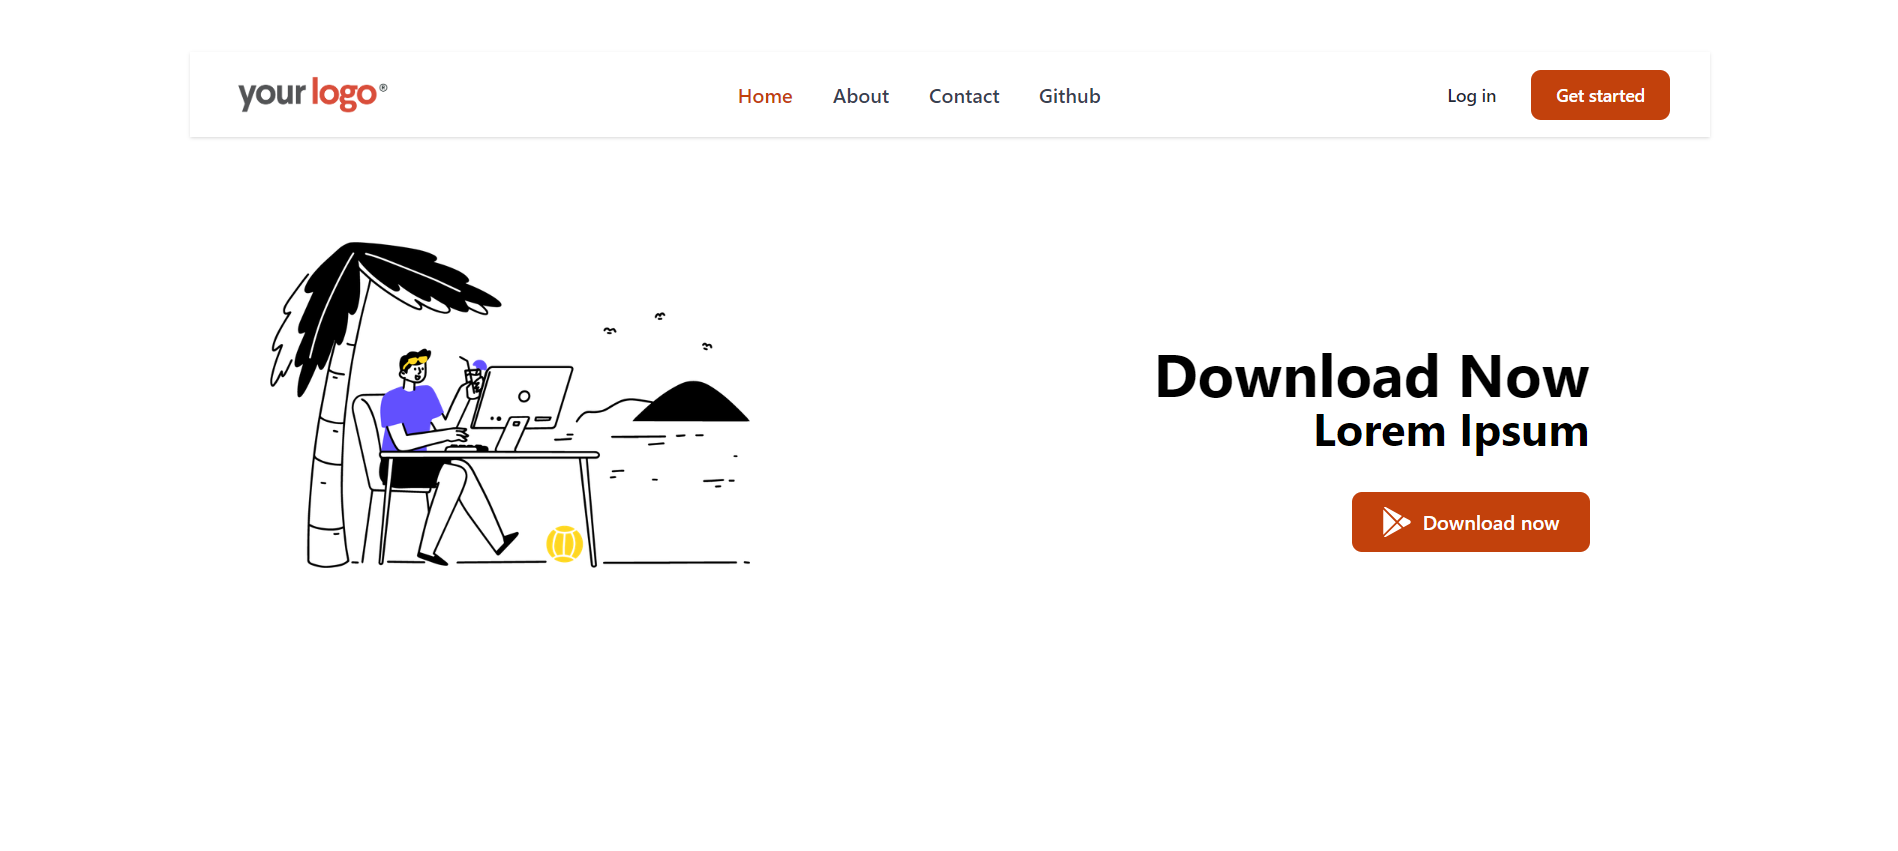 your logo®
Home About Contact Github
Log in Get started
Download Now
Lorem Ipsum
Download now